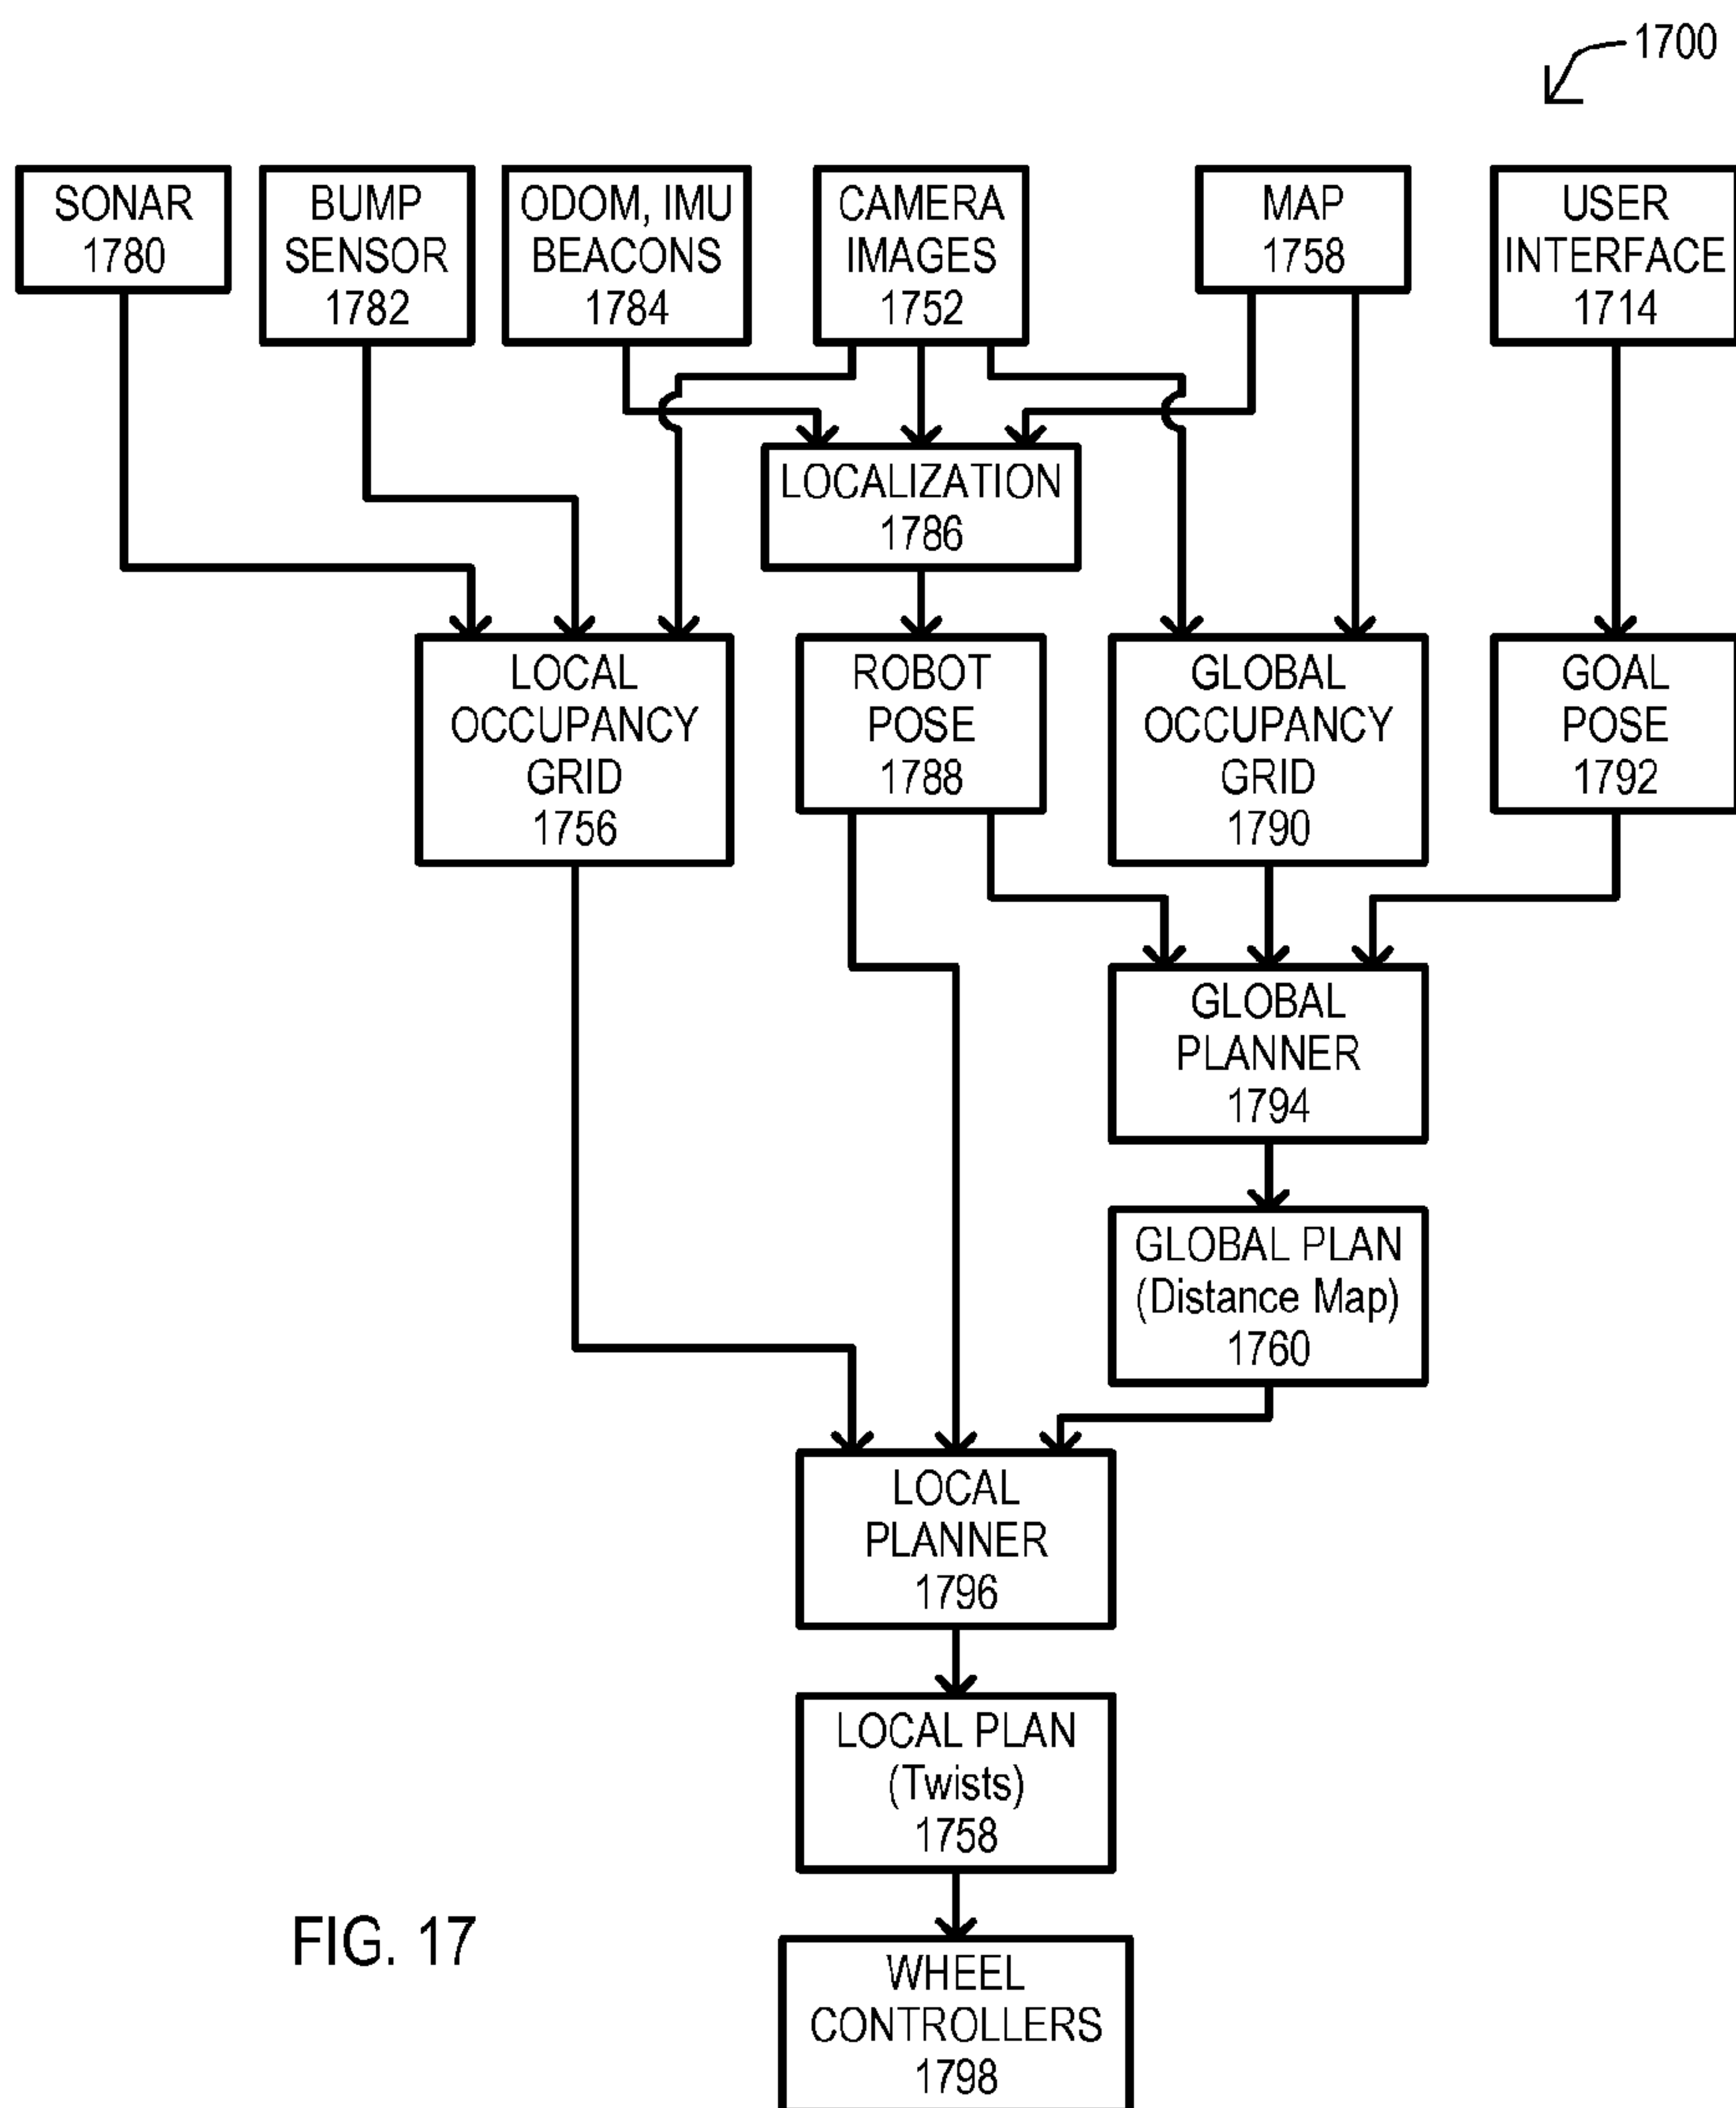 1700
SONAR
1780
BUMP
SENSOR
1782
ODOM, IMU
BEACONS
1784
CAMERA
IMAGES
1752
MAP
1758
USER
INTERFACE
1714
LOCALIZATION
1786
LOCAL
OCCUPANCY
GRID
1756
ROBOT
POSE
1788
GLOBAL
OCCUPANCY
GRID
1790
GOAL
POSE
1792
GLOBAL
PLANNER
1794
GLOBAL PLAN
(Distance Map)
1760
LOCAL
PLANNER
1796
LOCAL PLAN
(Twists)
1758
WHEEL
CONTROLLERS
1798
FIG. 17